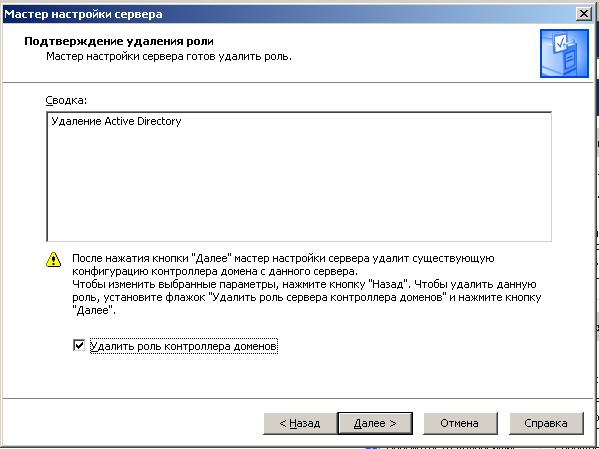 Мастер настройки сервера
Подтверждение удаления роли
Мастер настройки сервера готов удалить роль.
Сводка:
Удаление Active Directory
После нажатия кнопки "Далее" мастер настройки сервера удалит существующую
конфигурацию контроллера домена с данного сервера.
Чтобы изменить выбранные параметры, нажмите кнопку "Назад". Чтобы удалить данную
роль, установите флажок "Удалить роль сервера контроллера доменов" и нажмите кнопку
"Далее".
Удалить роль контроллера доменов
< Назад
Далее >
Отмена
Справка